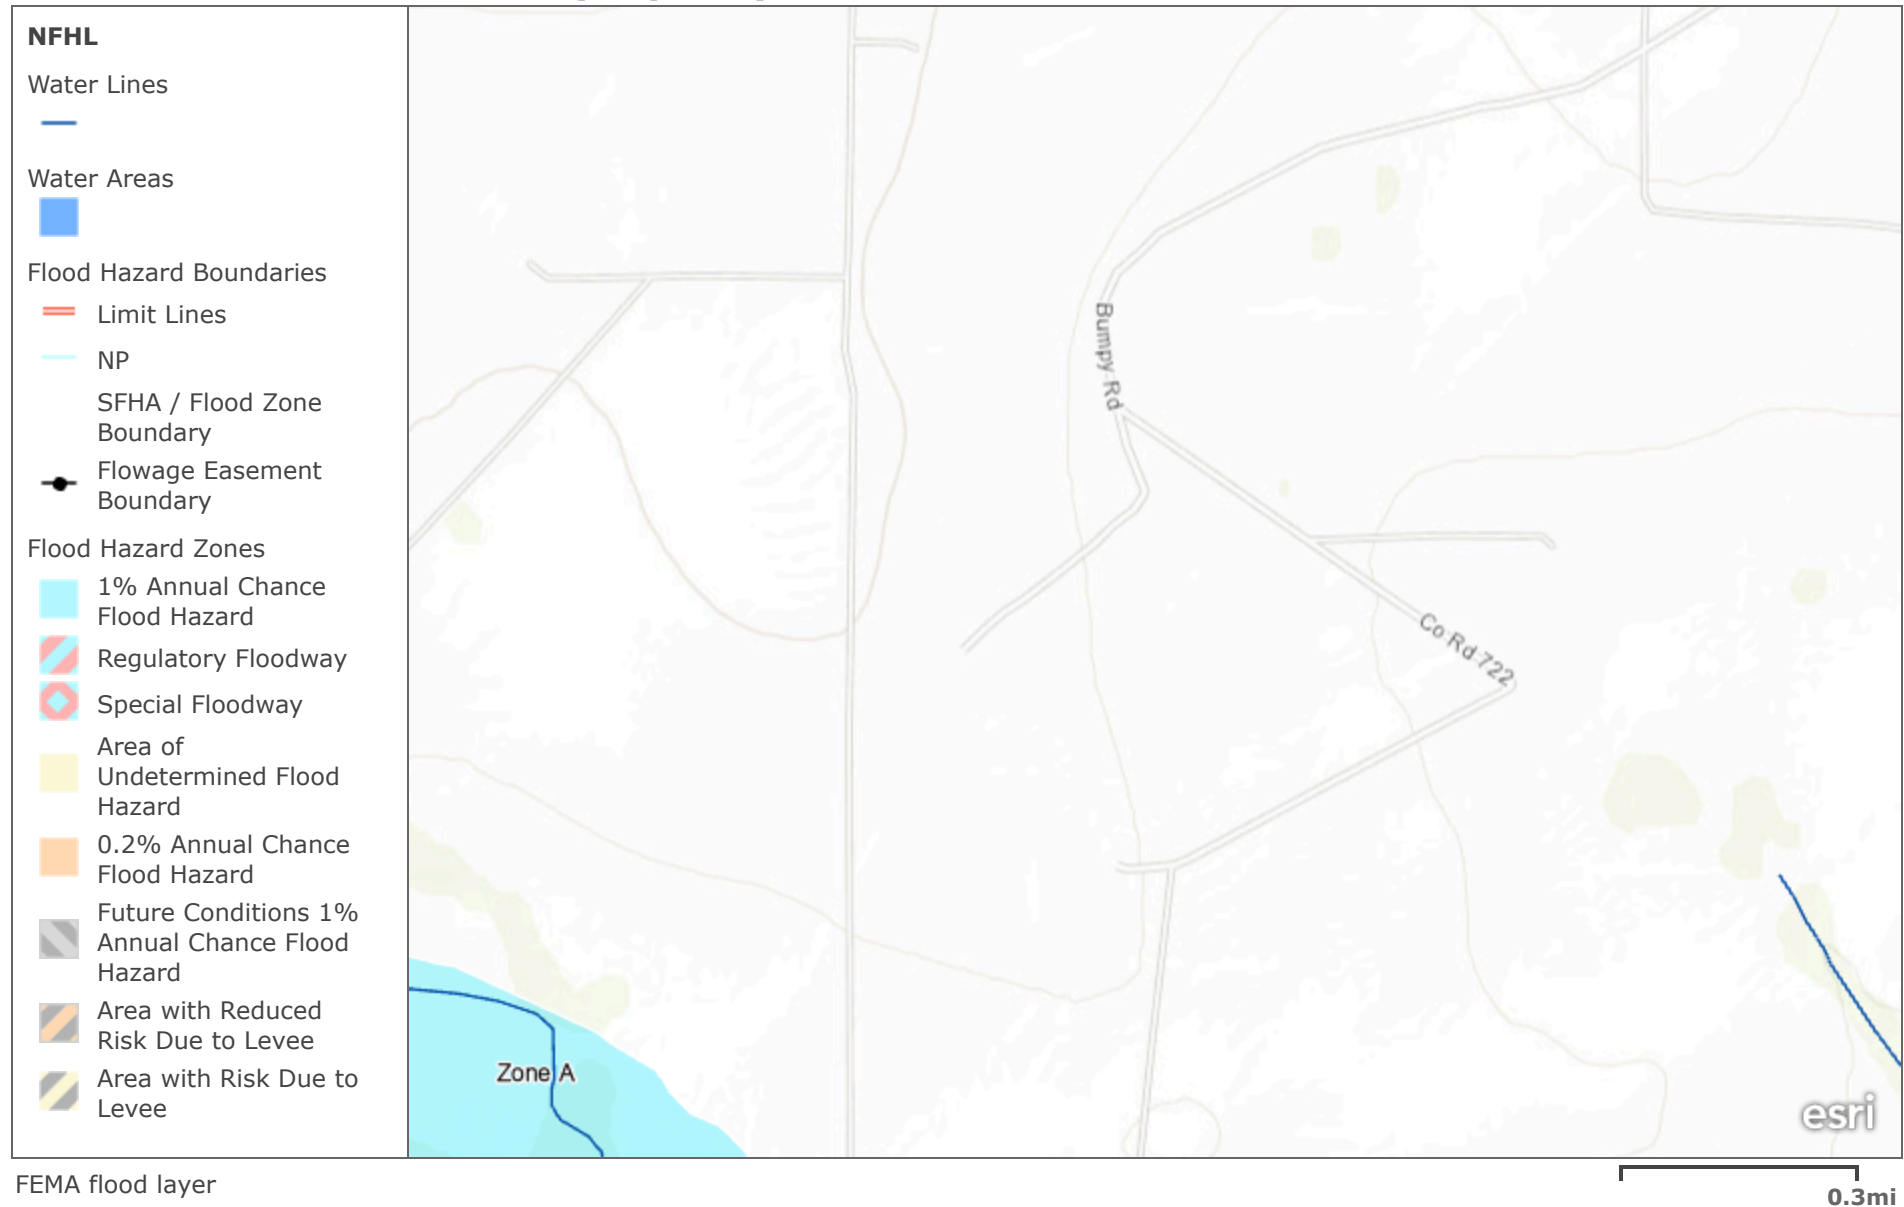 NFHL
Water Lines
Water Areas
Flood Hazard Boundaries
Limit Lines
NP
SFHA / Flood Zone
Boundary
Flowage Easement
Boundary
Flood Hazard Zones
1% Annual Chance
Flood Hazard
Regulatory Floodway
Special Floodway
Area of
Undetermined Flood
Hazard
0.2% Annual Chance
Flood Hazard
Future Conditions 1%
Annual Chance Flood
Hazard
Area with Reduced
Risk Due to Levee
Area with Risk Due to
Levee
Bumpy Rd
Co Rd 722
Zone A
esri
FEMA flood layer
0.3mi